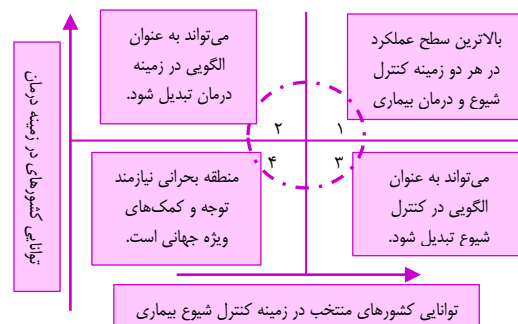 بالاترین سطح عملکرد
در هر دو زمینه کنترل
شیوع و درمان بیماری
می‌تواند به عنوان
الگویی در زمینه
درمان تبدیل شود.
۱
۲
۳
۴
می‌تواند به عنوان
الگویی در کنترل
شیوع تبدیل شود.
منطقه بحرانی نیازمند
توجه و کمک‌های
ویژه جهانی است.
توانایی کشورهای در زمینه درمان
توانایی کشورهای منتخب در زمینه کنترل شیوع بیماری